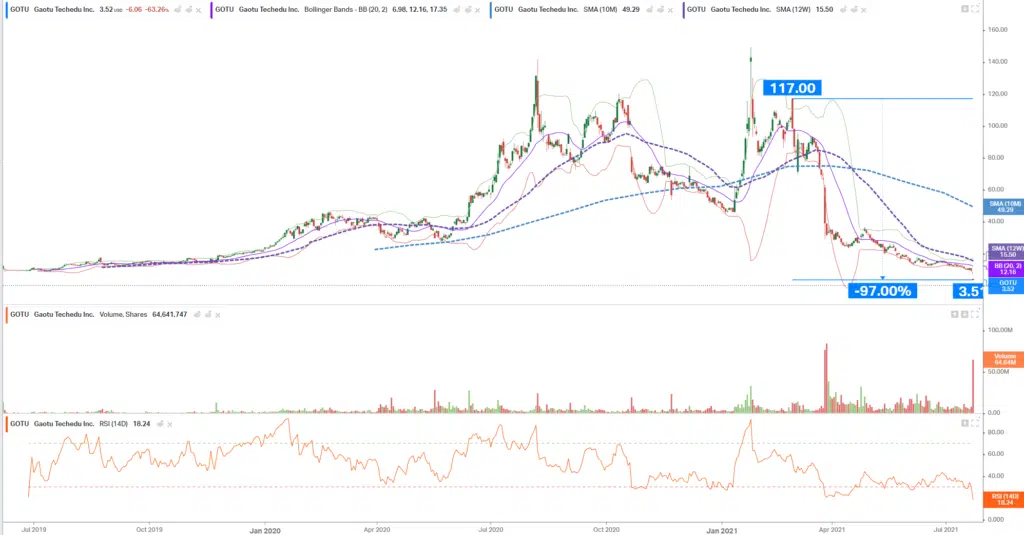 GOTU Gaotu Techedu Inc. 3.52 USD -6.06 -63.26% GOTU Gaotu Techedu Inc. Bollinger Bands - BB (20, 2) 6.98, 12.16, 17.35 GOTU Gaotu Techedu Inc. SMA (10M) 49.29 GOTU Gaotu Techedu Inc. SMA (12W) 15.50
160.00
140.00
120.00
117.00
100.00
80.00
60.00
SMA (10M)
49.29
40.00
SMA (12W)
15.50
BB (20, 2)
12.16
GOTU
3.52
-97.00%
3.5
GOTU Gaotu Techedu Inc. Volume, Shares 64,641,747
100.00M
Volume
64.64M
50.00M
0.00
GOTU Gaotu Techedu Inc. RSI (14D) 18.24
80.00
60.00
40.00
RSI (14D)
18.24
0.00
Jul 2019 Oct 2019 Jan 2020 Apr 2020 Jul 2020 Oct 2020 Jan 2021 Apr 2021 Jul 2021